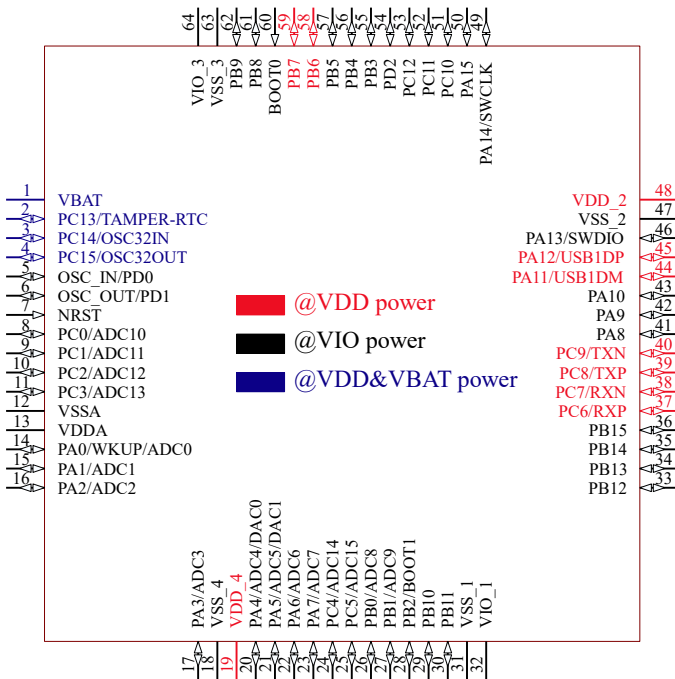 64
63
62
61
60
59
58
57
56
55
54
53
52
51
50
49
VIO_3
VSS_3
PB9
PB8
BOOT0
PB7
PB6
PB5
PB4
PB3
PD2
PC12
PC11
PC10
PA15
PA14/SWCLK
1 VBAT
2 PC13/TAMPER-RTC
3 PC14/OSC32IN
4 PC15/OSC32OUT
5 OSC_IN/PD0
6 OSC_OUT/PD1
7 NRST
8 PC0/ADC10
9 PC1/ADC11
10 PC2/ADC12
11 PC3/ADC13
12 VSSA
13 VDDA
14 PA0/WKUP/ADC0
15 PA1/ADC1
16 PA2/ADC2
@VDD power
@VIO power
@VDD&VBAT power
VDD_2 48
VSS_2 47
PA13/SWDIO 46
PA12/USB1DP 45
PA11/USB1DM 44
PA10 43
PA9 42
PA8 41
PC9/TXN 40
PC8/TXP 39
PC7/RXN 38
PC6/RXP 37
PB15 36
PB14 35
PB13 34
PB12 33
PA3/ADC3
VSS_4
VDD_4
PA4/ADC4/DAC0
PA5/ADC5/DAC1
PA6/ADC6
PA7/ADC7
PC4/ADC14
PC5/ADC15
PB0/ADC8
PB1/ADC9
PB2/BOOT1
PB10
PB11
VSS_1
VIO_1
17
18
19
20
21
22
23
24
25
26
27
28
29
30
31
32